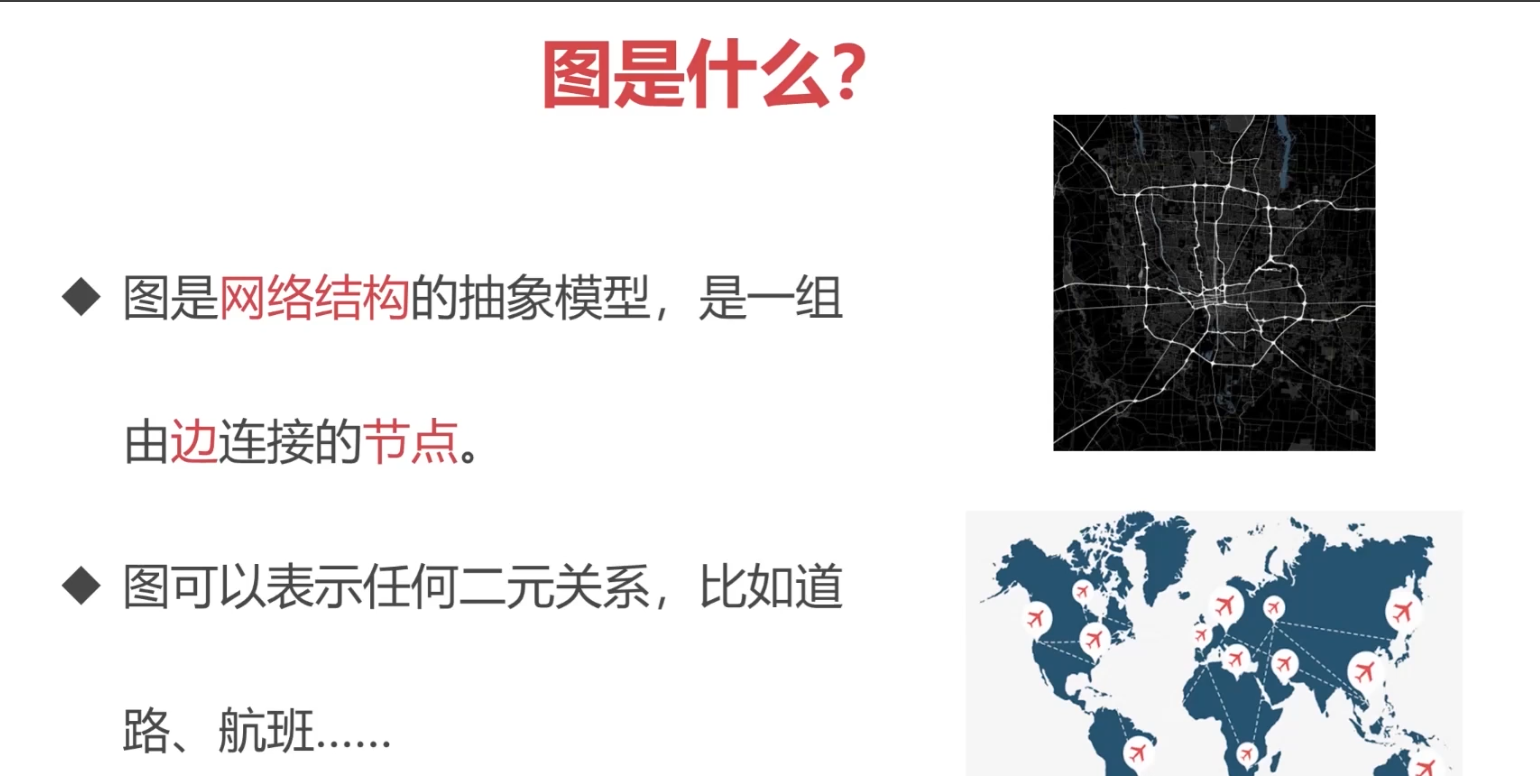 图是什么?
◆ 图是网络结构的抽象模型，是一组
由边连接的节点。
◆ 图可以表示任何二元关系，比如道
路、航班......